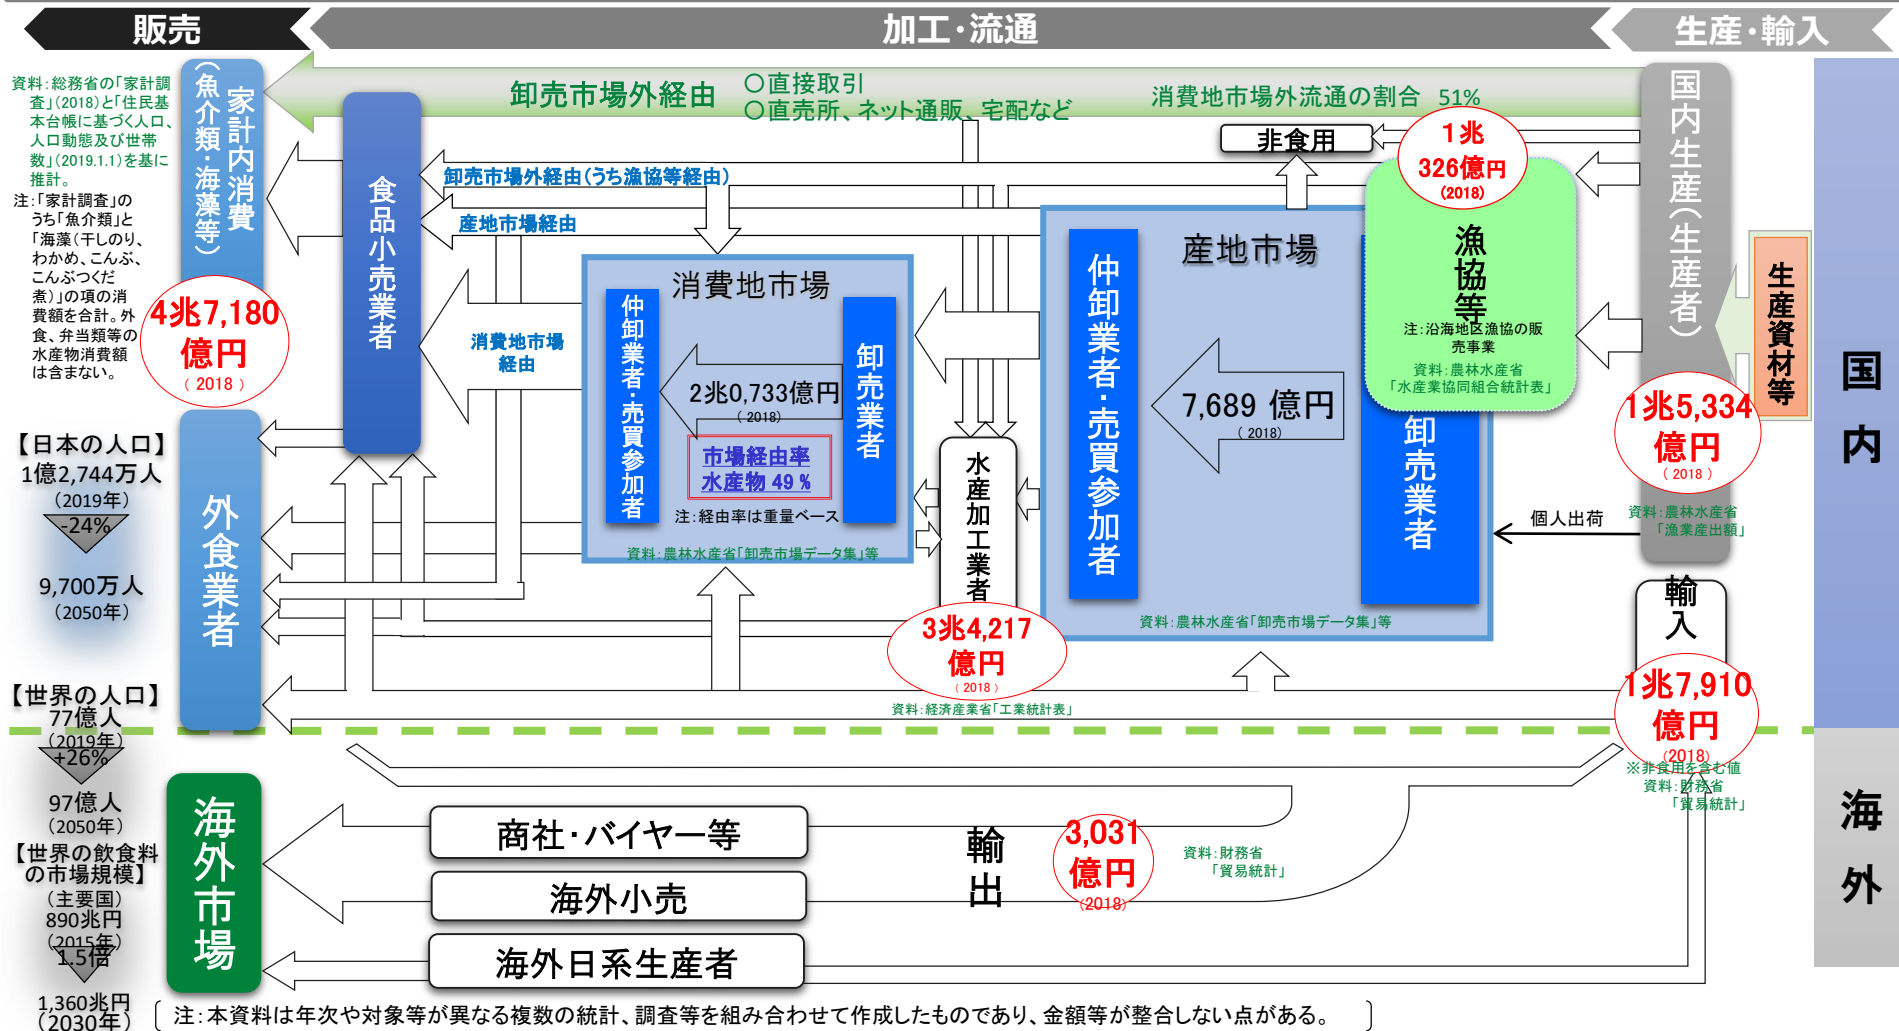 販売
加工・流通
生産・輸入
資料：総務省の「家計調
査」（2018）と「住民基
本台帳に基づく人口、
人口動態及び世帯
数」（2019.1.1）を基に
推計。
注：「家計調査」の
うち「魚介類」と
「海藻（干しのり、
わかめ、こんぶ、
こんぶつくだ
煮）」の項の消
費額を合計。外
食、弁当類等の
水産物消費額
は含まない。
家計内消費
（魚介類・海藻等）
4兆7,180
億円
（2018）
卸売市場外経由
〇直接取引
〇直売所、ネット通販、宅配など
消費地市場外流通の割合 51%
食品小売業者
卸売市場外経由（うち漁協等経由）
産地市場経由
消費地市場
経由
非食用
1兆
326億円
(2018)
漁協等
注：沿海地区漁協の販
売事業
資料：農林水産省
「水産業協同組合統計表」
国内生産（生産者）
生産資材等
1兆5,334
億円
（2018）
資料：農林水産省
「漁業産出額」
個人出荷
消費地市場
仲卸業者・売買参加者
2兆0,733億円
（2018）
市場経由率
水産物 49％
注：経由率は重量ベース
卸売業者
資料：農林水産省「卸売市場データ集」等
産地市場
仲卸業者・売買参加者
7,689 億円
（2018）
卸売業者
資料：農林水産省「卸売市場データ集」等
水産加工業者
3兆4,217
億円
（2018）
資料：経済産業省「工業統計表」
外食業者
輸入
1兆7,910
億円
(2018)
※非食用を含む値
資料：財務省
「貿易統計」
国内
海外
【日本の人口】
1億2,744万人
（2019年）
-24%
9,700万人
（2050年）
【世界の人口】
77億人
（2019年）
+26%
97億人
（2050年）
【世界の飲食料
の市場規模】
（主要国）
890兆円
（2015年）
1.5倍
1,360兆円
（2030年）
海外市場
商社・バイヤー等
海外小売
海外日系生産者
輸出
3,031
億円
(2018)
資料：財務省
「貿易統計」
注：本資料は年次や対象等が異なる複数の統計、調査等を組み合わせて作成したものであり、金額等が整合しない点がある。